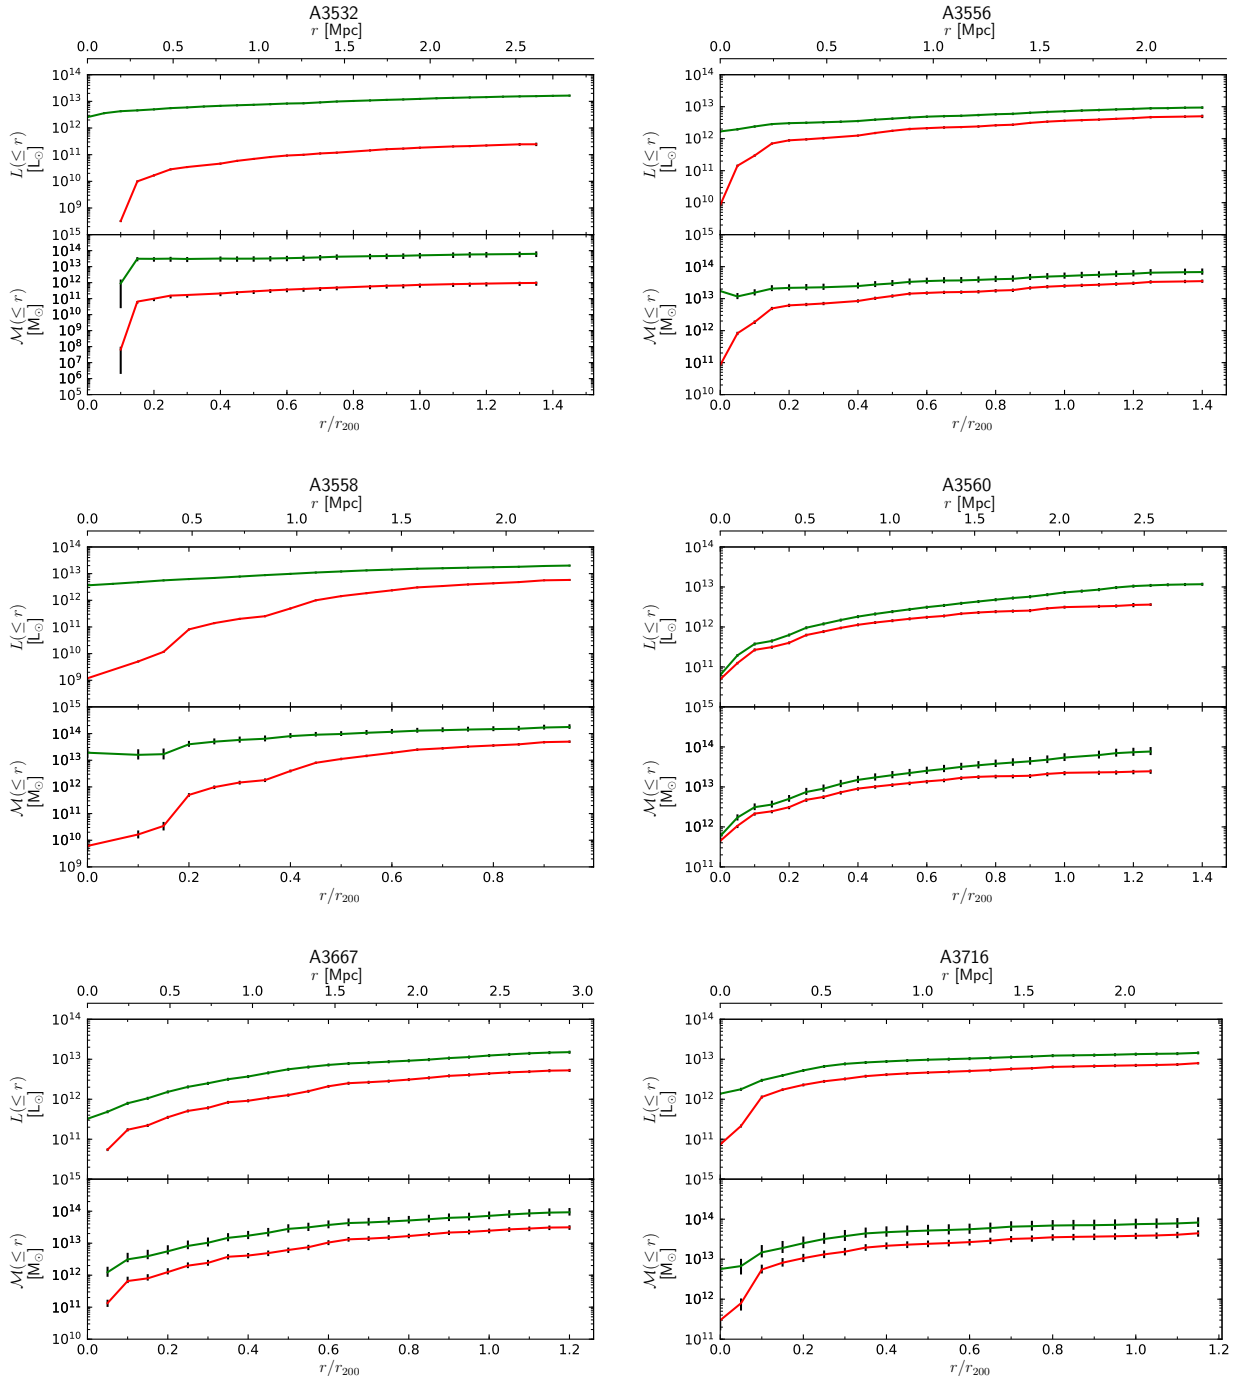 A3532
r [Mpc]
0.0 0.5 1.0 1.5 2.0 2.5
10^14
10^13
10^12
10^11
10^10
10^9
L(≤ r)
[L⊙]
10^15
10^14
10^13
10^12
10^11
10^10
10^9
10^8
10^7
10^6
10^5
M(≤ r)
[M⊙]
0.0 0.2 0.4 0.6 0.8 1.0 1.2 1.4
r/r200
A3556
r [Mpc]
0.0 0.5 1.0 1.5 2.0
10^14
10^13
10^12
10^11
10^10
L(≤ r)
[L⊙]
10^15
10^14
10^13
10^12
10^11
10^10
M(≤ r)
[M⊙]
0.0 0.2 0.4 0.6 0.8 1.0 1.2 1.4
r/r200
A3558
r [Mpc]
0.0 0.5 1.0 1.5 2.0
10^14
10^13
10^12
10^11
10^10
10^9
L(≤ r)
[L⊙]
10^15
10^14
10^13
10^12
10^11
10^10
10^9
M(≤ r)
[M⊙]
0.0 0.2 0.4 0.6 0.8
r/r200
A3560
r [Mpc]
0.0 0.5 1.0 1.5 2.0 2.5
10^14
10^13
10^12
10^11
L(≤ r)
[L⊙]
10^15
10^14
10^13
10^12
10^11
M(≤ r)
[M⊙]
0.0 0.2 0.4 0.6 0.8 1.0 1.2 1.4
r/r200
A3667
r [Mpc]
0.0 0.5 1.0 1.5 2.0 2.5 3.0
10^14
10^13
10^12
10^11
L(≤ r)
[L⊙]
10^15
10^14
10^13
10^12
10^11
10^10
M(≤ r)
[M⊙]
0.0 0.2 0.4 0.6 0.8 1.0 1.2
r/r200
A3716
r [Mpc]
0.0 0.5 1.0 1.5 2.0
10^14
10^13
10^12
10^11
L(≤ r)
[L⊙]
10^15
10^14
10^13
10^12
10^11
M(≤ r)
[M⊙]
0.0 0.2 0.4 0.6 0.8 1.0 1.2
r/r200